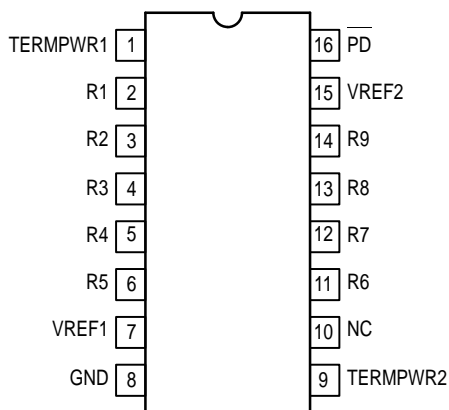 TERMPWR1 1 16 P̅D̅
R1 2 15 VREF2
R2 3 14 R9
R3 4 13 R8
R4 5 12 R7
R5 6 11 R6
VREF1 7 10 NC
GND 8 9 TERMPWR2